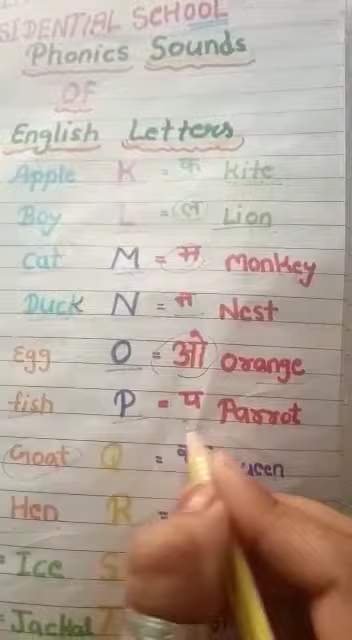 SIDENTIAL SCHOOL
Phonics Sounds
OF
English Letters
Apple K = क Kite
Boy L = ल Lion
Cat M = म Monkey
Duck N = न Nest
Egg O = ओ Orange
fish P = प Parrot
Goat Q = ueen
Hen R =
= Ice S
= Jackal